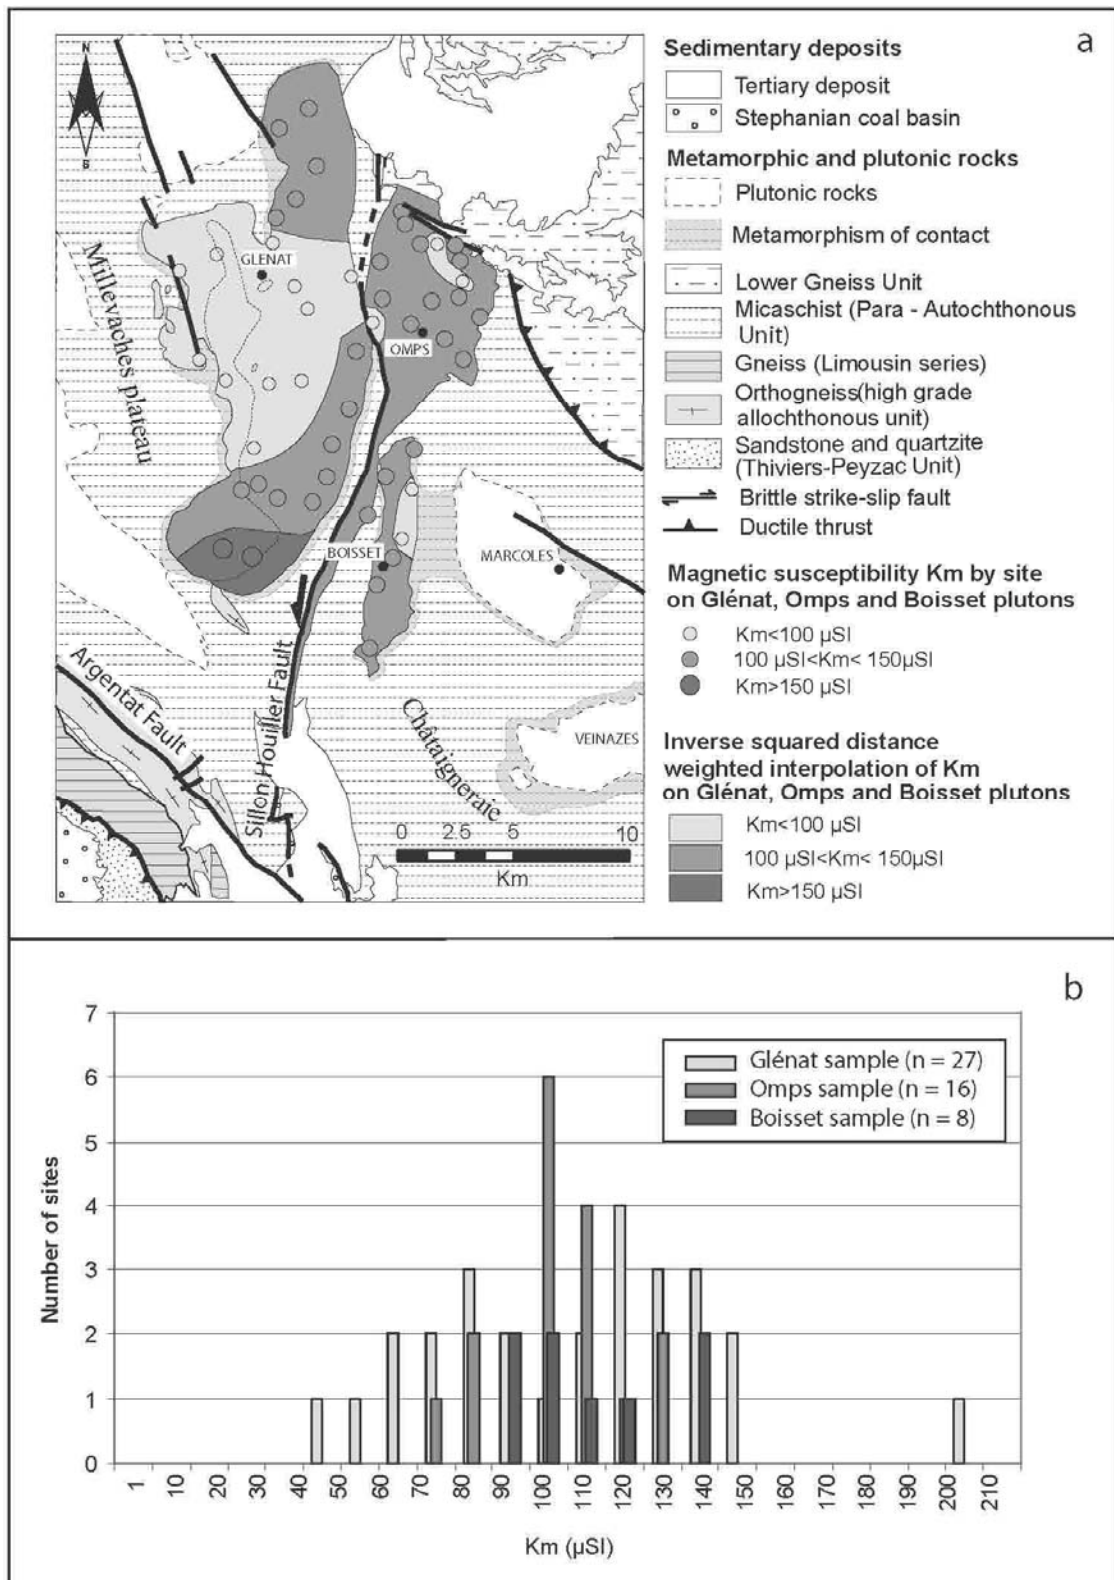 a
N
S
GLENAT
OMPS
BOISSET
MARCOLES
VEINAZES
Millevaches plateau
Argentat Fault
Sillon Houiller Fault
Châtaigneraie
0 2.5 5 10
Km
Sedimentary deposits
Tertiary deposit
Stephanian coal basin
Metamorphic and plutonic rocks
Plutonic rocks
Metamorphism of contact
Lower Gneiss Unit
Micaschist (Para - Autochthonous
Unit)
Gneiss (Limousin series)
Orthogneiss(high grade
allochthonous unit)
Sandstone and quartzite
(Thiviers-Peyzac Unit)
Brittle strike-slip fault
Ductile thrust
Magnetic susceptibility Km by site
on Glénat, Omps and Boisset plutons
Km<100 µSI
100 µSI<Km< 150µSI
Km>150 µSI
Inverse squared distance
weighted interpolation of Km
on Glénat, Omps and Boisset plutons
Km<100 µSI
100 µSI<Km< 150µSI
Km>150 µSI
b
Glénat sample (n = 27)
Omps sample (n = 16)
Boisset sample (n = 8)
Number of sites
7
6
5
4
3
2
1
0
1 10 20 30 40 50 60 70 80 90 100 110 120 130 140 150 160 170 180 190 200 210
Km (µSI)